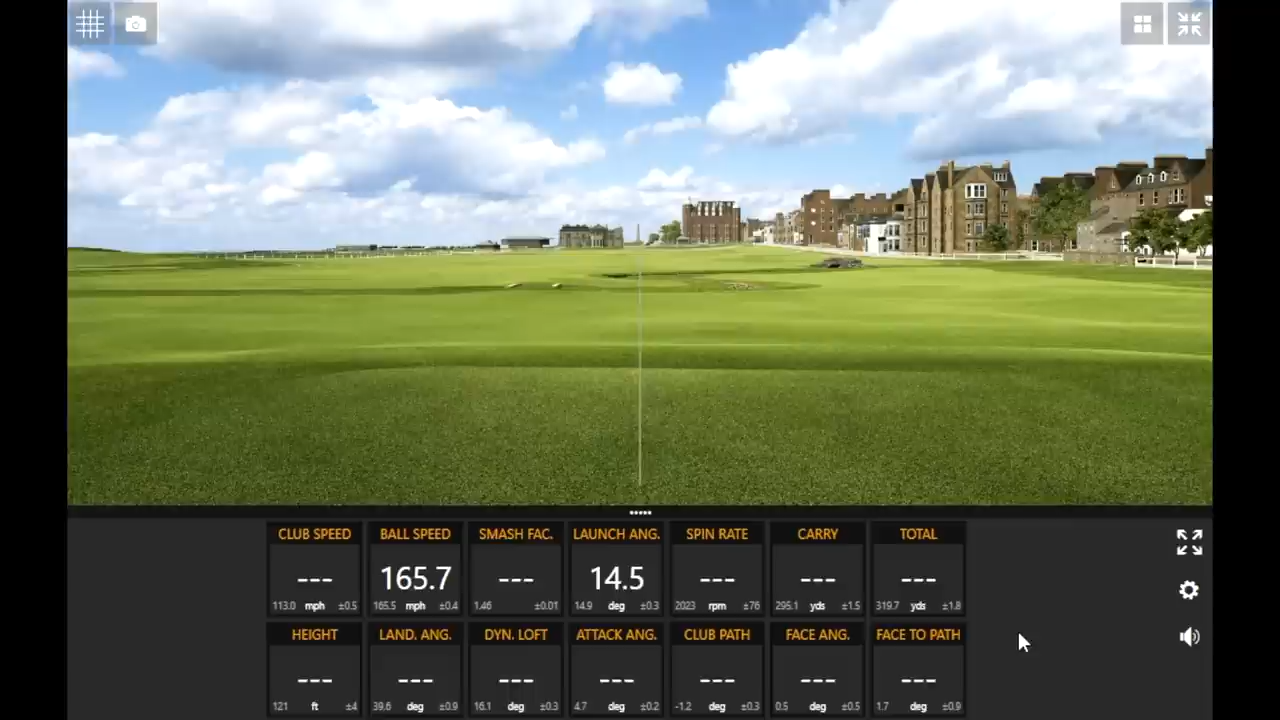 CLUB SPEED BALL SPEED SMASH FAC. LAUNCH ANG. SPIN RATE CARRY TOTAL
--- 165.7 --- 14.5 --- --- ---
113.0 mph ±0.5 165.5 mph ±0.4 1.46 ±0.01 14.9 deg ±0.3 2023 rpm ±76 295.1 yds ±1.5 319.7 yds ±1.8
HEIGHT LAND. ANG. DYN. LOFT ATTACK ANG. CLUB PATH FACE ANG. FACE TO PATH
--- --- --- --- --- --- ---
121 ft ±4 39.6 deg ±0.9 16.1 deg ±0.3 4.7 deg ±0.2 -1.2 deg ±0.3 0.5 deg ±0.5 1.7 deg ±0.9